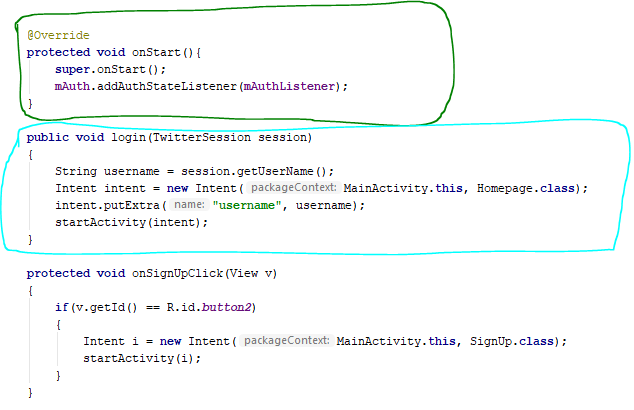 @Override
protected void onStart(){
super.onStart();
mAuth.addAuthStateListener(mAuthListener);
}
public void login(TwitterSession session)
{
String username = session.getUserName();
Intent intent = new Intent( packageContext: MainActivity.this, Homepage.class);
intent.putExtra( name: "username", username);
startActivity(intent);
}
protected void onSignUpClick(View v)
{
if(v.getId() == R.id.button2)
{
Intent i = new Intent( packageContext: MainActivity.this, SignUp.class);
startActivity(i);
}
}